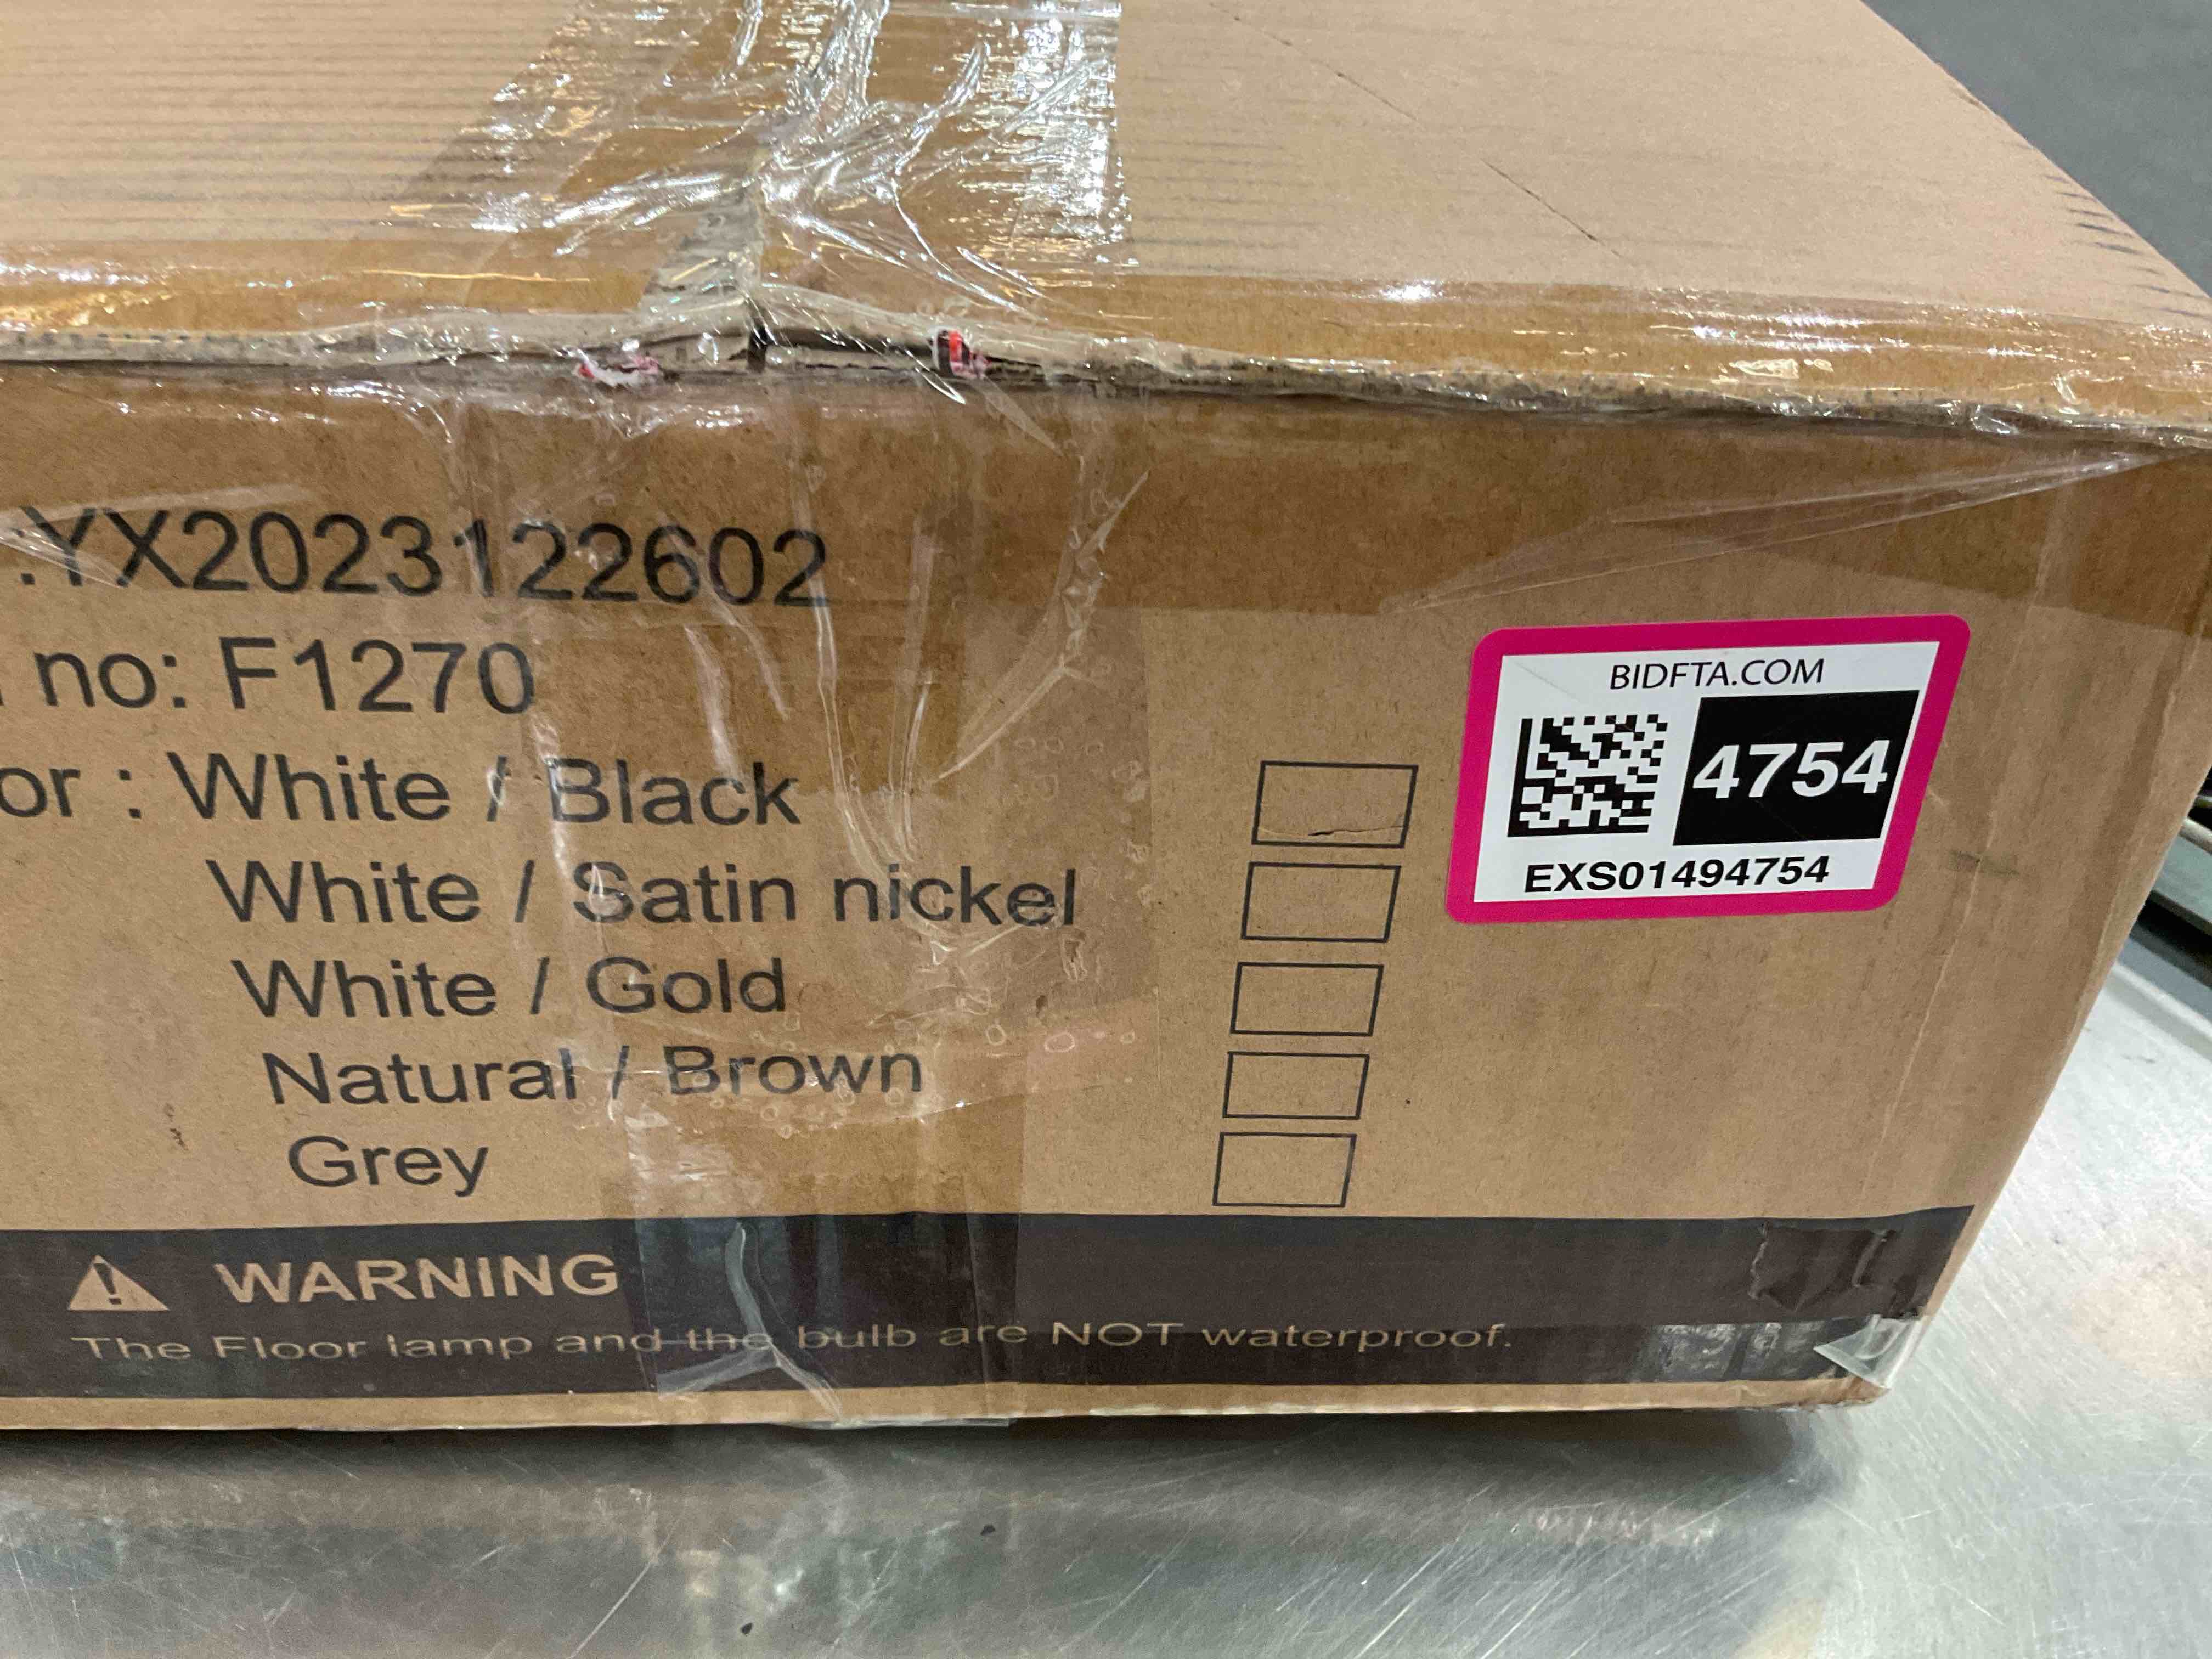 :YX2023122602
no: F1270
or : White / Black
White / Satin nickel
White / Gold
Natural / Brown
Grey
BIDFTA.COM
4754
EXS01494754
WARNING
The Floor lamp and the bulb are NOT waterproof.